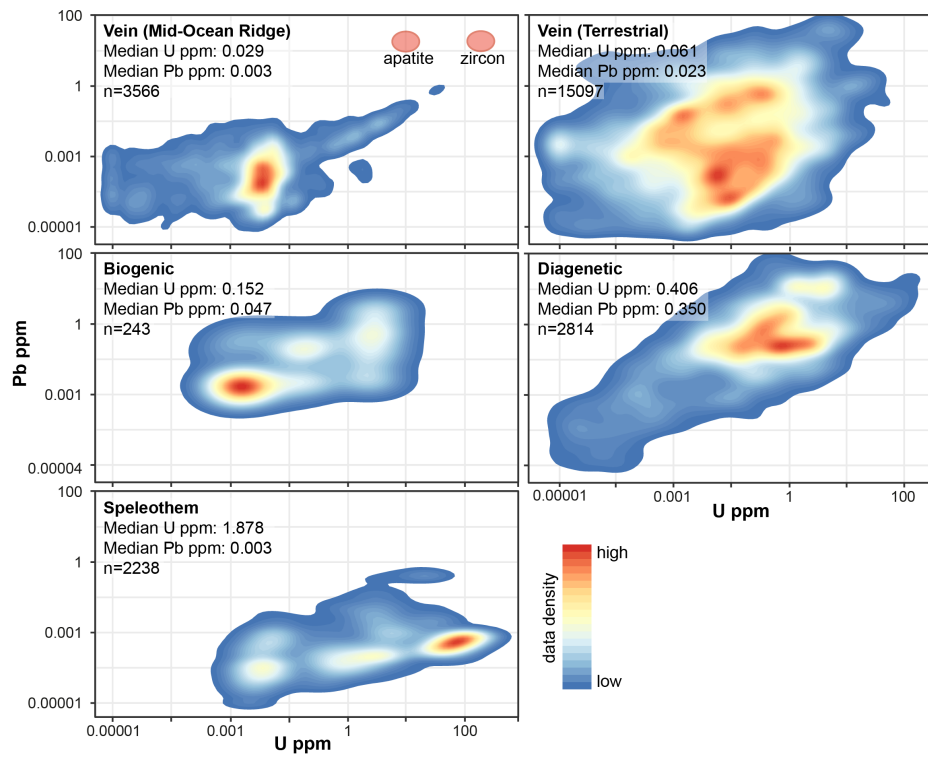 100
1
0.001
0.00001
Vein (Mid-Ocean Ridge)
Median U ppm: 0.029
Median Pb ppm: 0.003
n=3566
apatite
zircon
Vein (Terrestrial)
Median U ppm: 0.061
Median Pb ppm: 0.023
n=15097
100
1
0.001
0.00004
Biogenic
Median U ppm: 0.152
Median Pb ppm: 0.047
n=243
Diagenetic
Median U ppm: 0.406
Median Pb ppm: 0.350
n=2814
Pb ppm
0.00001
0.001
1
100
U ppm
100
1
0.001
0.00001
Speleothem
Median U ppm: 1.878
Median Pb ppm: 0.003
n=2238
0.00001
0.001
1
100
U ppm
data density
high
low